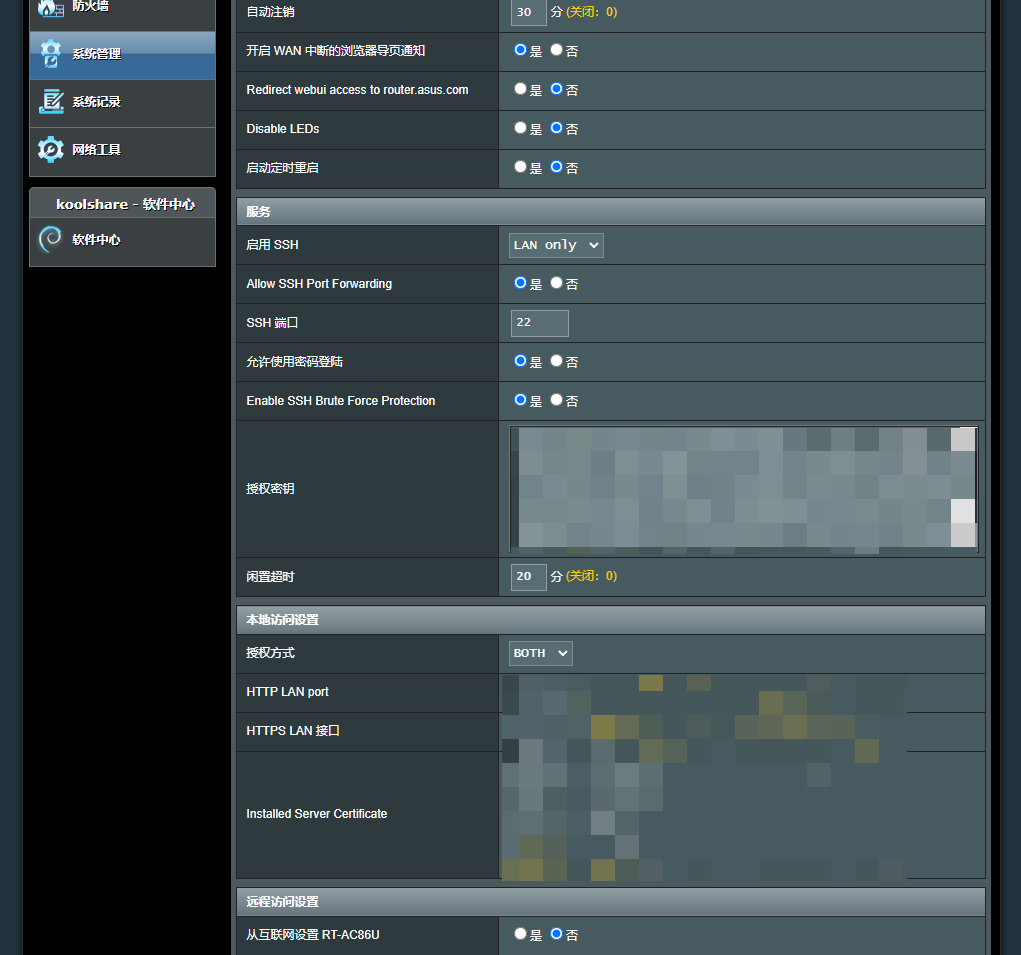 防火墙
系统管理
系统记录
网络工具
koolshare - 软件中心
软件中心
自动注销 30 分 (关闭: 0)
开启 WAN 中断的浏览器导页通知 是 否
Redirect webui access to router.asus.com 是 否
Disable LEDs 是 否
启动定时重启 是 否
服务
启用 SSH LAN only
Allow SSH Port Forwarding 是 否
SSH 端口 22
允许使用密码登陆 是 否
Enable SSH Brute Force Protection 是 否
授权密钥
闲置超时 20 分 (关闭: 0)
本地访问设置
授权方式 BOTH
HTTP LAN port
HTTPS LAN 接口
Installed Server Certificate
远程访问设置
从互联网设置 RT-AC86U 是 否